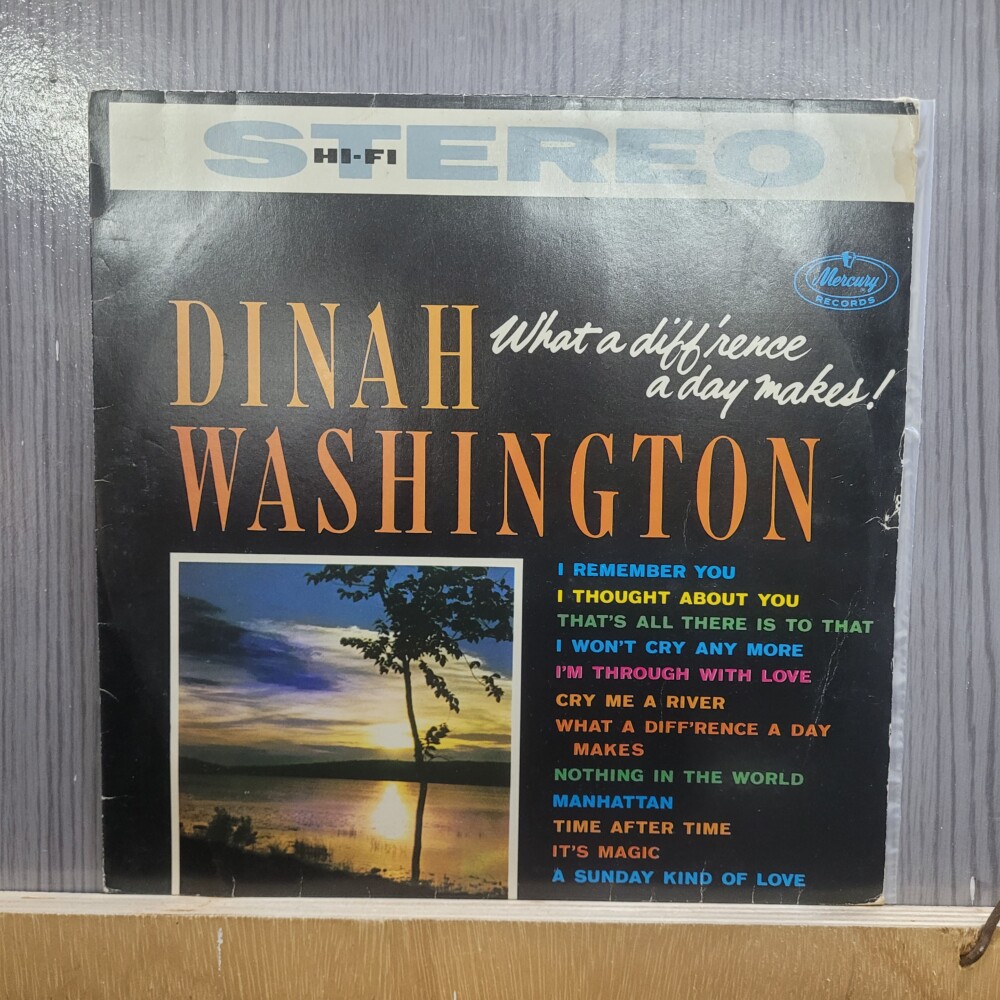 STEREO
HI-FI
Mercury
RECORDS
DINAH
What a diff'rence
a day makes!
WASHINGTON
I REMEMBER YOU
I THOUGHT ABOUT YOU
THAT'S ALL THERE IS TO THAT
I WON'T CRY ANY MORE
I'M THROUGH WITH LOVE
CRY ME A RIVER
WHAT A DIFF'RENCE A DAY
MAKES
NOTHING IN THE WORLD
MANHATTAN
TIME AFTER TIME
IT'S MAGIC
A SUNDAY KIND OF LOVE